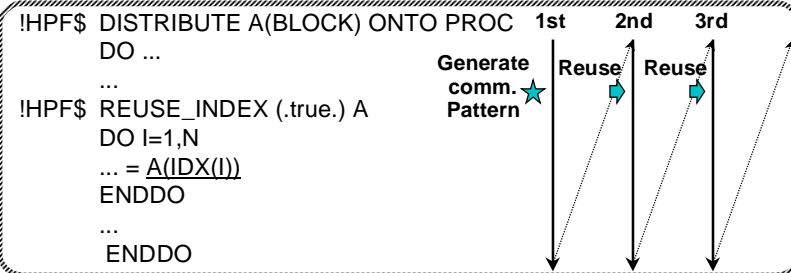 !HPF$ DISTRIBUTE A(BLOCK) ONTO PROC
DO ...
...
!HPF$ REUSE_INDEX (.true.) A
DO I=1,N
... = A(IDX(I))
ENDDO
...
ENDDO
1st 2nd 3rd
Generate
comm.
Pattern
Reuse Reuse